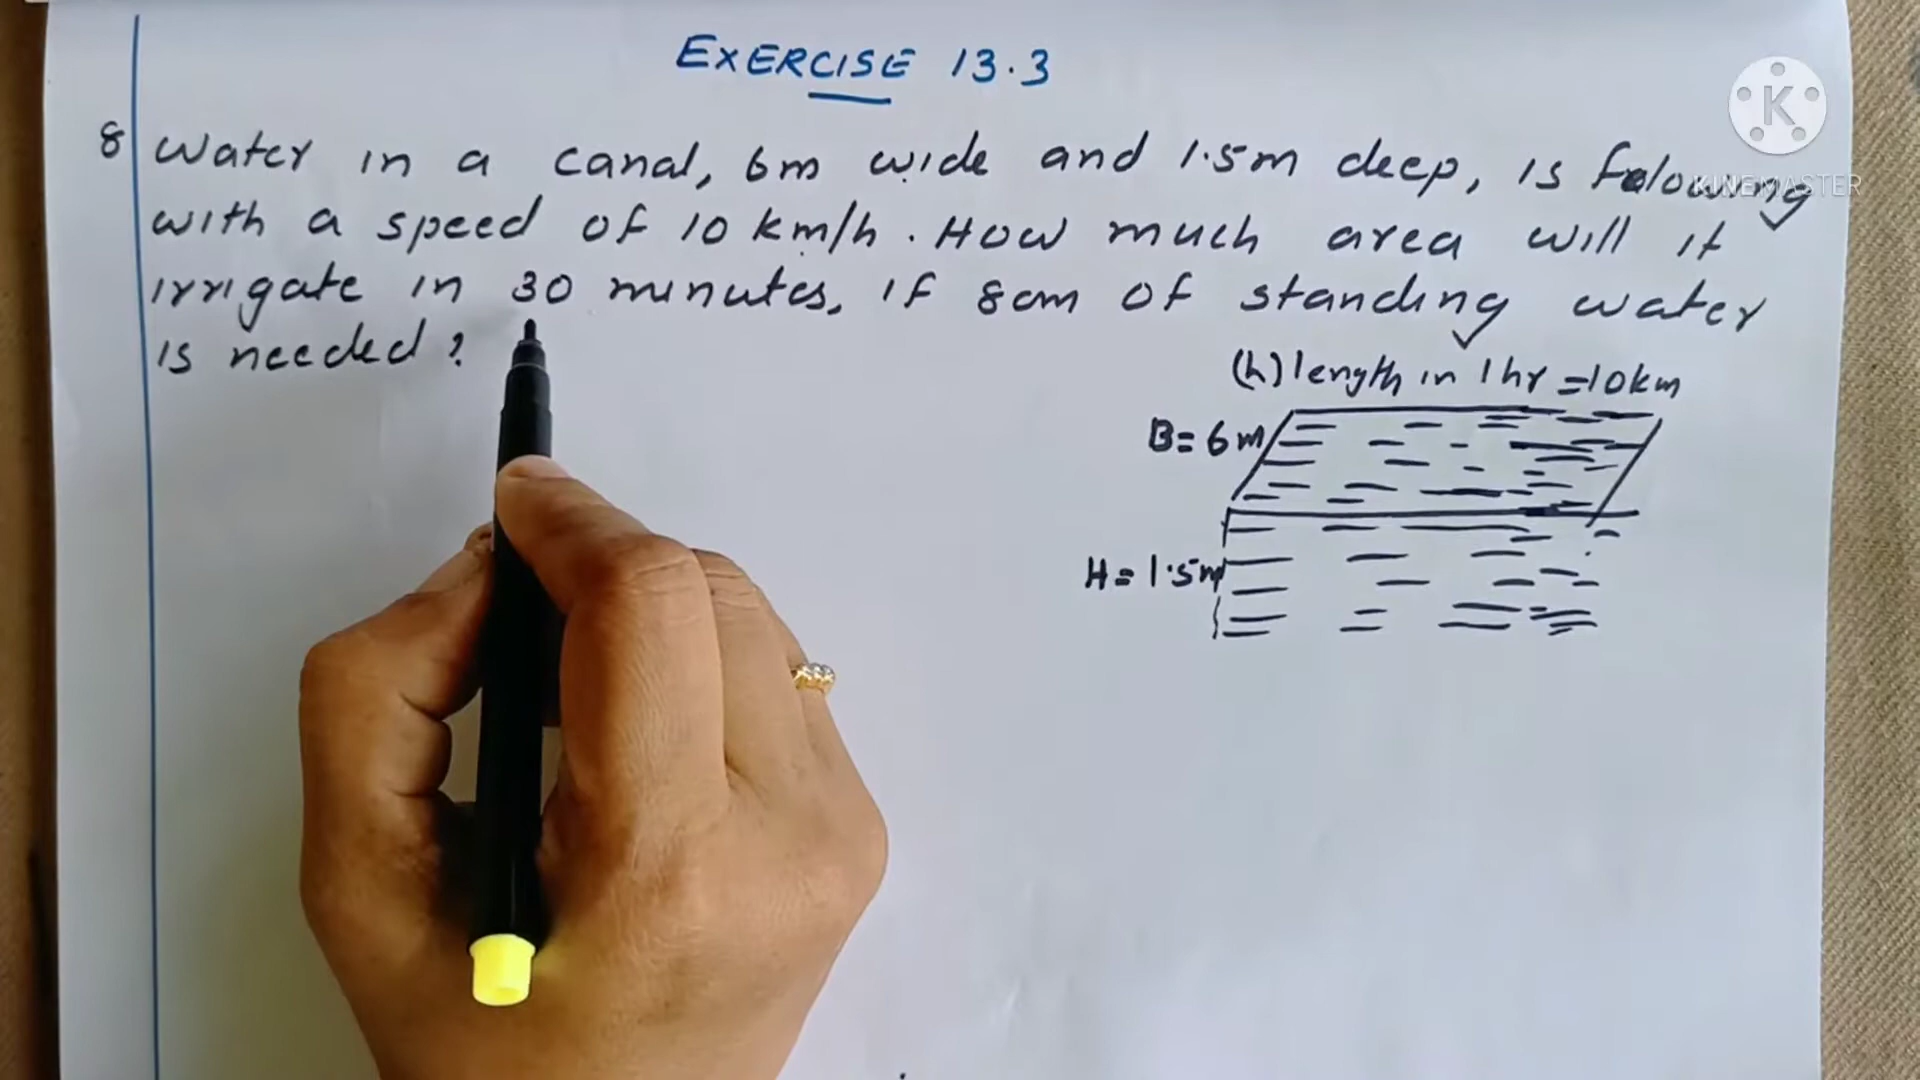 EXERCISE 13.3
8 Water in a canal, 6m wide and 1.5m deep, is folowing
with a speed of 10 km/h. How much area will it
irrigate in 30 minutes, if 8cm of standing water
is needed?
(h) length in 1hr = 10km
B = 6m
H = 1.5m
K
KINEMASTER